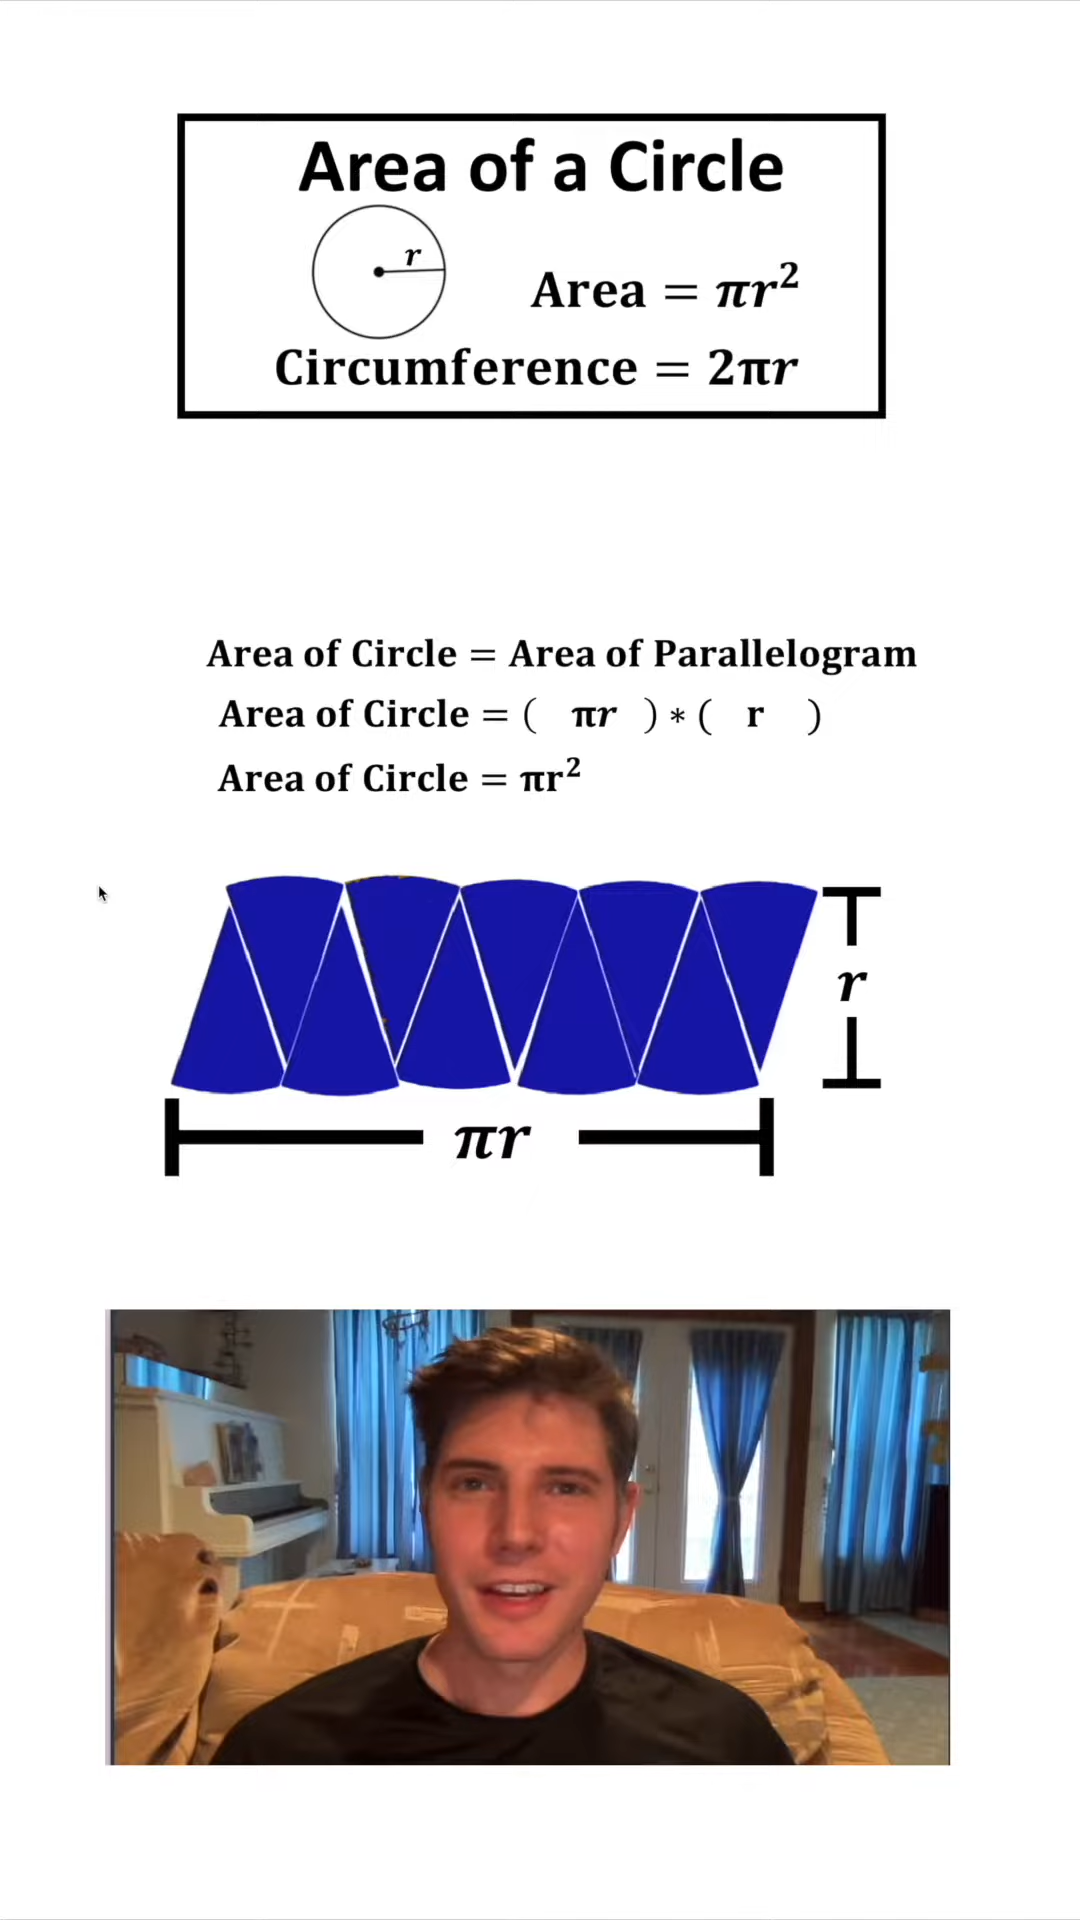 Area of a Circle
r
Area = πr²
Circumference = 2πr
Area of Circle = Area of Parallelogram
Area of Circle = ( πr ) * ( r )
Area of Circle = πr²
r
πr